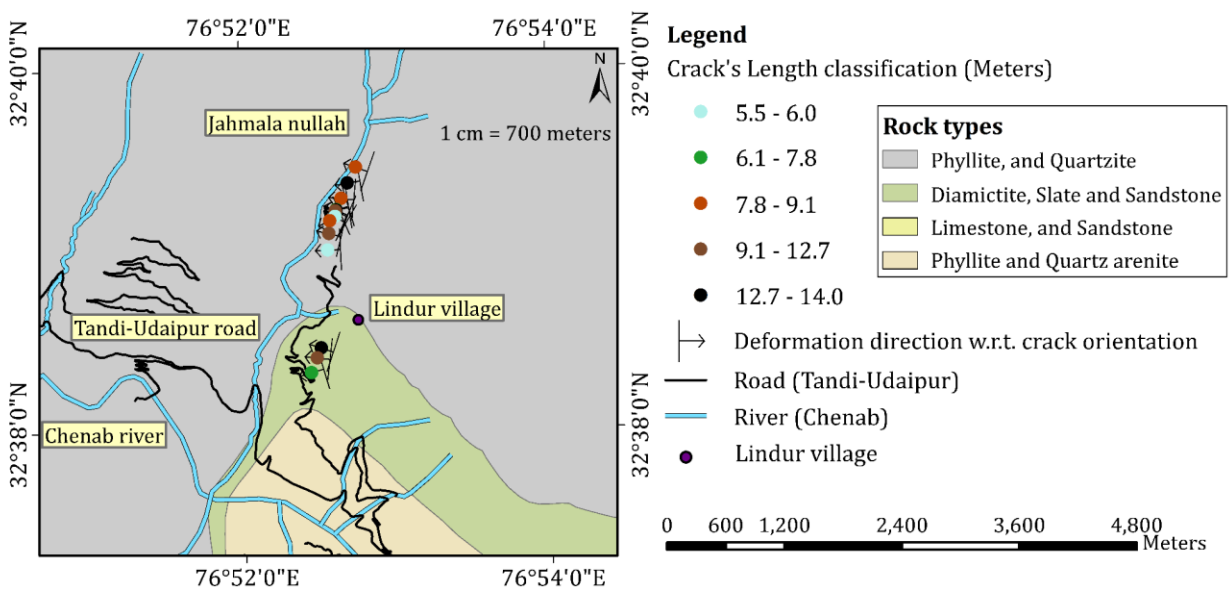 76°52'0"E
76°54'0"E
32°40'0"N
32°40'0"N
N
Jahmala nullah
1 cm = 700 meters
Tandi-Udaipur road
Lindur village
Chenab river
32°38'0"N
32°38'0"N
76°52'0"E
76°54'0"E
Legend
Crack's Length classification (Meters)
5.5 - 6.0
6.1 - 7.8
7.8 - 9.1
9.1 - 12.7
12.7 - 14.0
Rock types
Phyllite, and Quartzite
Diamictite, Slate and Sandstone
Limestone, and Sandstone
Phyllite and Quartz arenite
Deformation direction w.r.t. crack orientation
Road (Tandi-Udaipur)
River (Chenab)
Lindur village
0 600 1,200 2,400 3,600 4,800
Meters